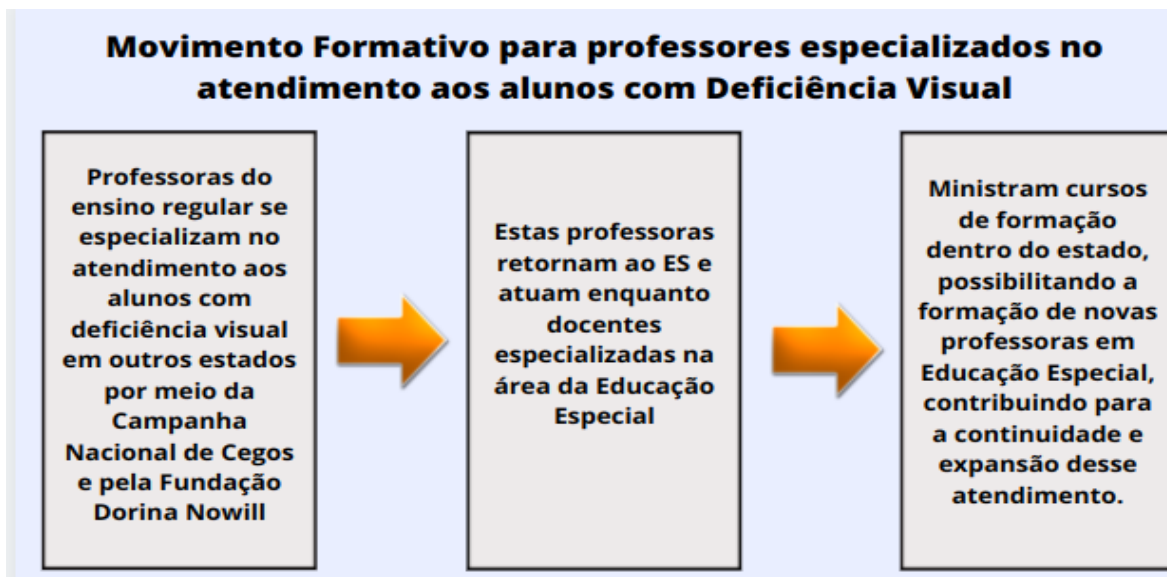 Movimento Formativo para professores especializados no
atendimento aos alunos com Deficiência Visual
Professoras do
ensino regular se
especializam no
atendimento aos
alunos com
deficiência visual
em outros estados
por meio da
Campanha
Nacional de Cegos
e pela Fundação
Dorina Nowill
Estas professoras
retornam ao ES e
atuam enquanto
docentes
especializadas na
área da Educação
Especial
Ministram cursos
de formação
dentro do estado,
possibilitando a
formação de novas
professoras em
Educação Especial,
contribuindo para
a continuidade e
expansão desse
atendimento.